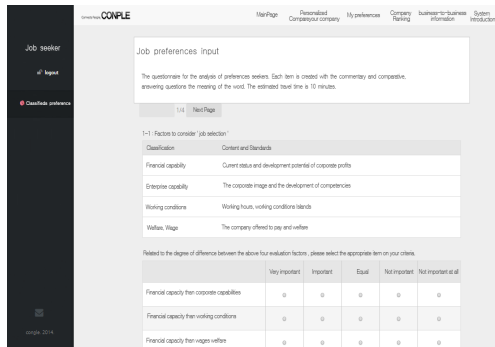 CONPLE
MainPage
Personalized
Companyour company
My preferences
Company
Ranking
business-to-business
information
System
Introduction
Job seeker
logout
Classifieds preference
conple. 2014
Job preferences input
The questionnaire for the analysis of preferences seekers. Each item is created with the commentary and comparative,
answering questions the meaning of the word. The estimated travel time is 10 minutes.
1/4 Next Page
1-1 : Factors to consider ' job selection '
Classification Content and Standards
Financial capability Current status and development potential of corporate profits
Enterprise capability The corporate image and the development of competencies
Working conditions Working hours, working conditions Islands
Welfare, Wage The company offered to pay and welfare
Related to the degree of difference between the above four evaluation factors , please select the appropriate item on your criteria.
Very important Important Equal Not important Not important at all
Financial capacity than corporate capabilities
Financial capacity than working conditions
Financial capacity than wages welfare